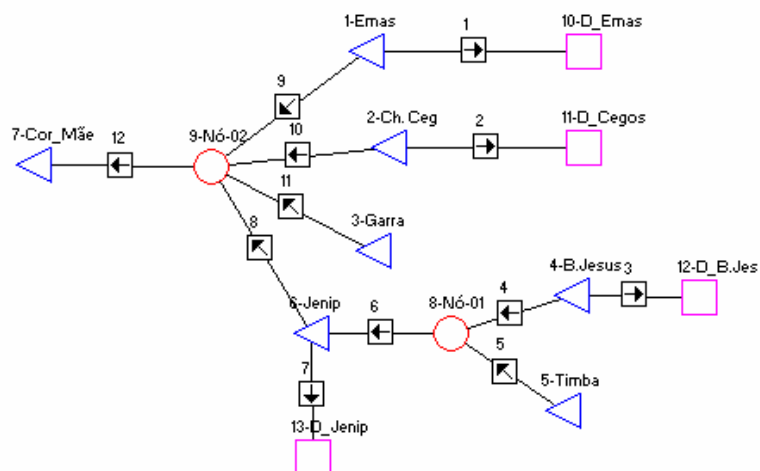 1-Emas
1
10-D_Emas
9
7-Cor_Mãe
12
9-Nó-02
10
2-Ch. Ceg
2
11-D_Cegos
11
8
3-Garra
4-B.Jesus
3
12-D_B.Jes
6-Jenip
6
8-Nó-01
4
5
7
5-Timba
13-D_Jenip